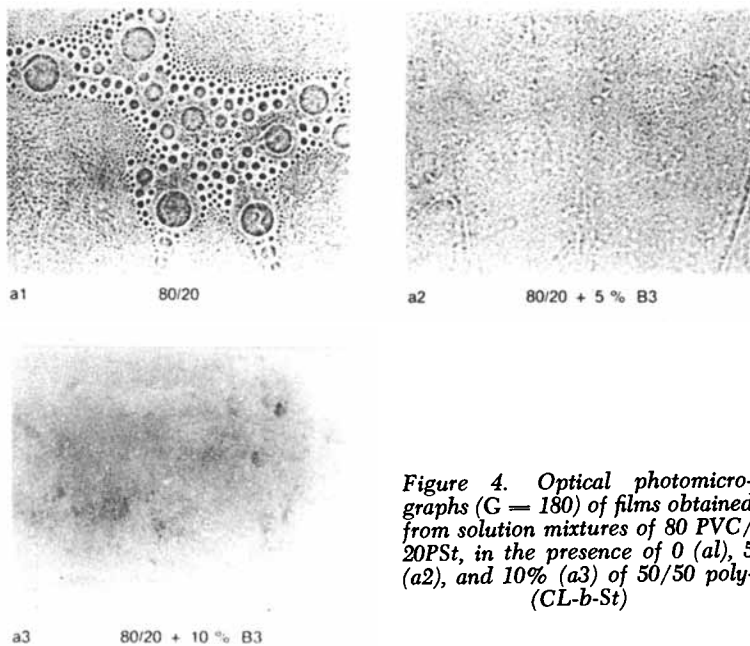 a1 80/20
a2 80/20 + 5 % B3
a3 80/20 + 10 % B3
Figure 4. Optical photomicro-
graphs (G = 180) of films obtained
from solution mixtures of 80 PVC/
20PSt, in the presence of 0 (al), 5
(a2), and 10% (a3) of 50/50 poly-
(CL-b-St)